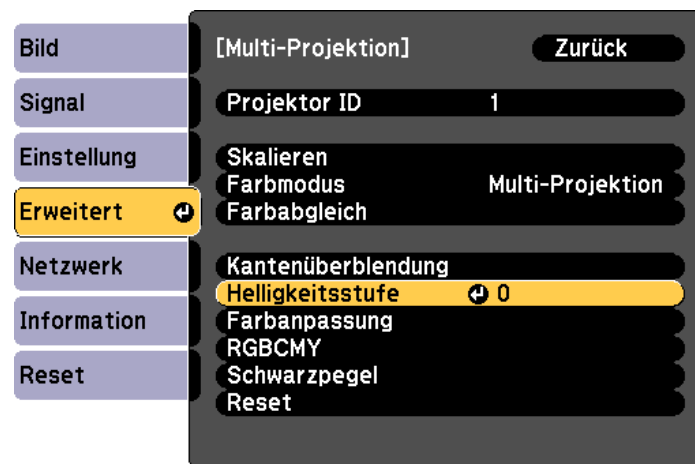 Bild
Signal
Einstellung
Erweitert
Netzwerk
Information
Reset
[Multi-Projektion] Zurück
Projektor ID 1
Skalieren
Farbmodus Multi-Projektion
Farbabgleich
Kantenüberblendung
Helligkeitsstufe 0
Farbanpassung
RGBCMY
Schwarzpegel
Reset